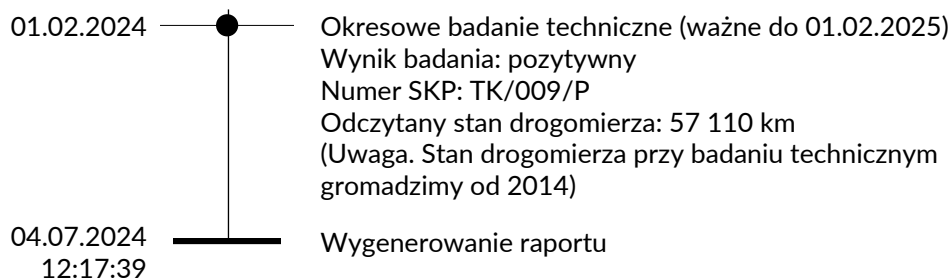 01.02.2024
Okresowe badanie techniczne (ważne do 01.02.2025)
Wynik badania: pozytywny
Numer SKP: TK/009/P
Odczytany stan drogomierza: 57 110 km
(Uwaga. Stan drogomierza przy badaniu technicznym
gromadzimy od 2014)
04.07.2024
12:17:39
Wygenerowanie raportu